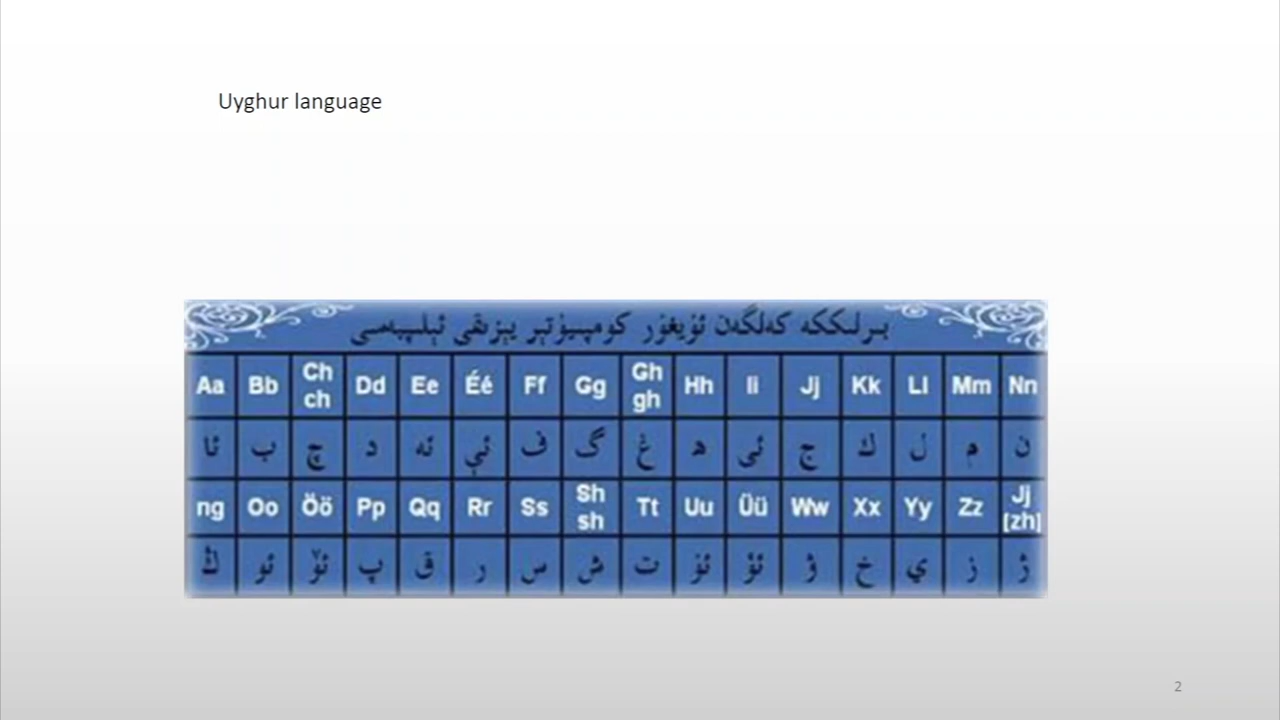 Uyghur language
بىرلىككە كەلگەن ئۇيغۇر كومپيۇتېر يېزىقى ئېلىپبەسى
Aa Bb Ch ch Dd Ee Éé Ff Gg Gh gh Hh Ii Jj Kk Ll Mm Nn
ئا ب چ د ئە ئې ف گ غ ھ ئى ج ك ل م ن
ng Oo Öö Pp Qq Rr Ss Sh sh Tt Uu Üü Ww Xx Yy Zz Jj [zh]
ڭ ئو ئۆ پ ق ر س ش ت ئۇ ئۈ ۋ خ ي ز ژ
2